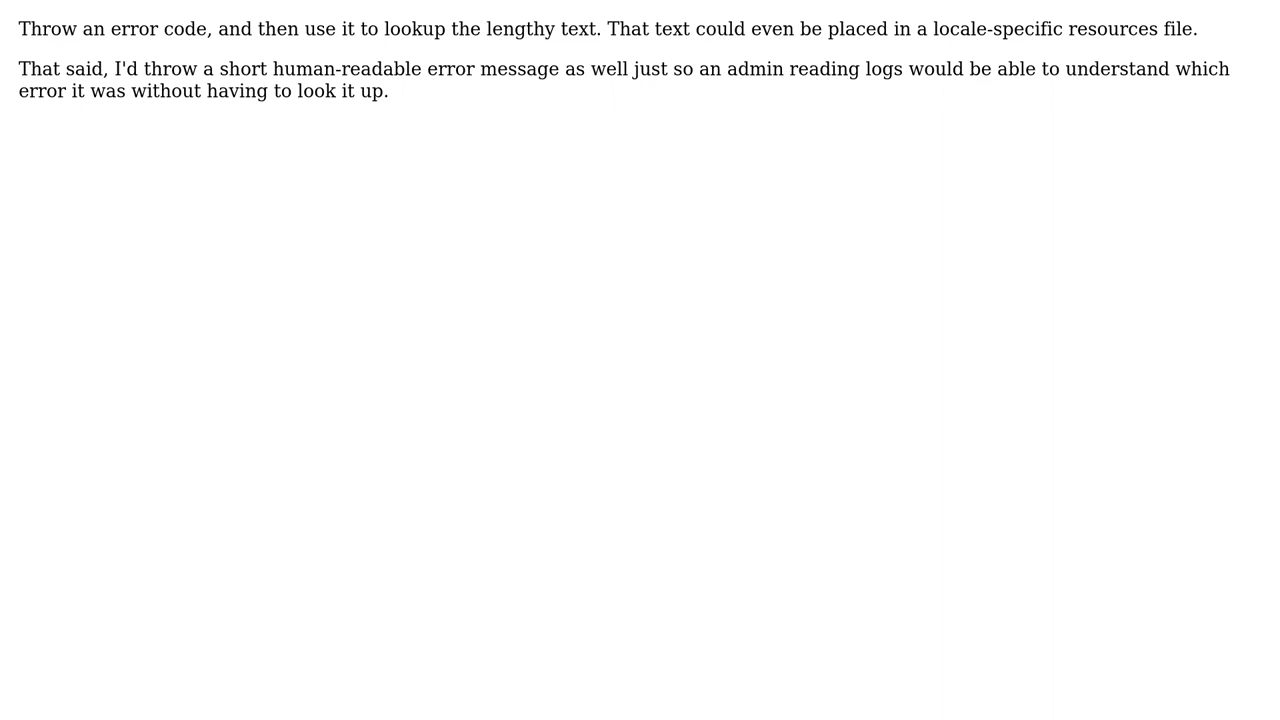 Throw an error code, and then use it to lookup the lengthy text. That text could even be placed in a locale-specific resources file.
That said, I'd throw a short human-readable error message as well just so an admin reading logs would be able to understand which
error it was without having to look it up.